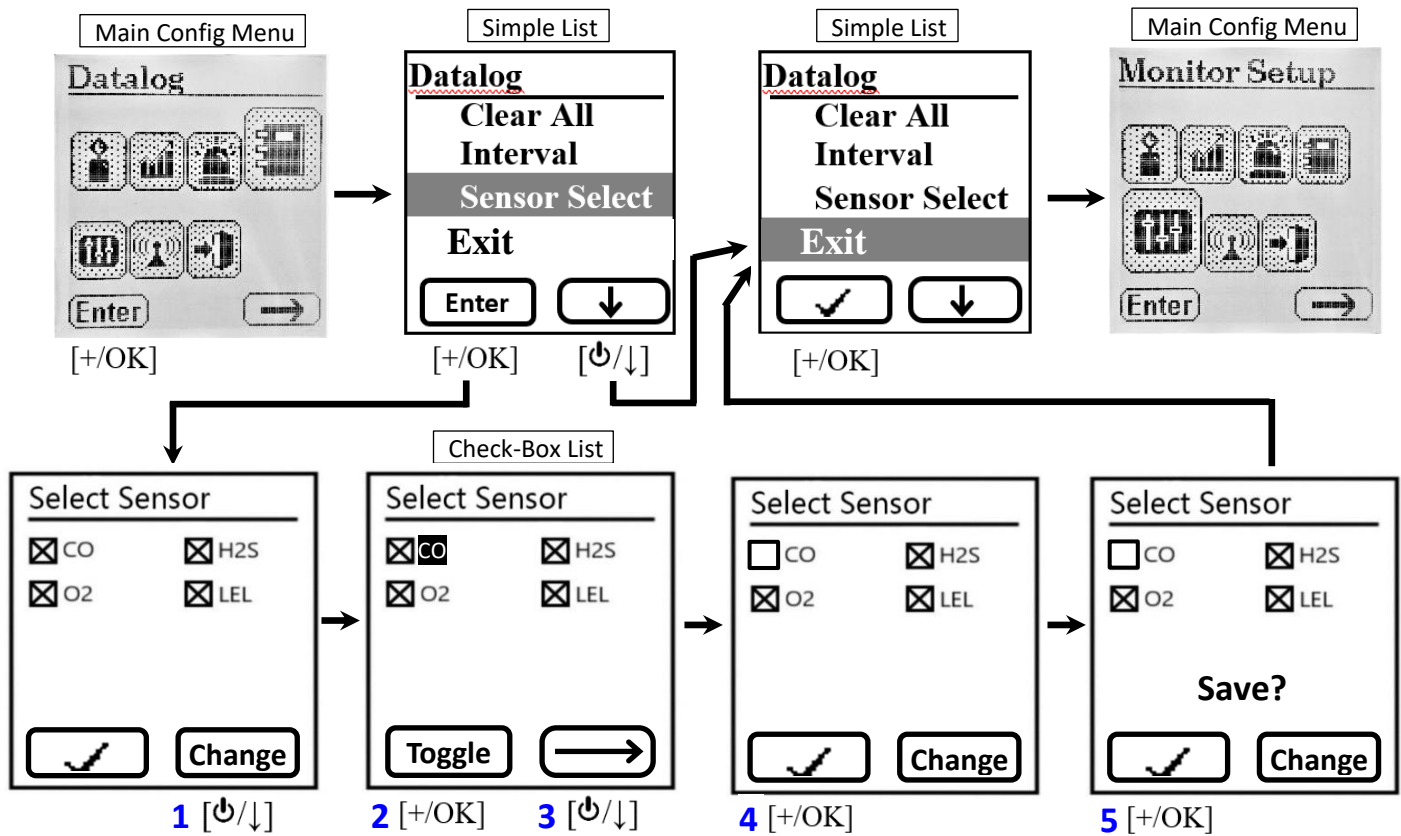 Main Config Menu
Datalog
Enter
[+/OK]
Simple List
Datalog
Clear All
Interval
Sensor Select
Exit
Enter ↓
[+/OK] [⏻/↓]
Simple List
Datalog
Clear All
Interval
Sensor Select
Exit
✓ ↓
[+/OK]
Main Config Menu
Monitor Setup
Enter
Check-Box List
Select Sensor
☒ CO ☒ H2S
☒ O2 ☒ LEL
✓ Change
1 [⏻/↓]
Select Sensor
☒ CO ☒ H2S
☒ O2 ☒ LEL
Toggle →
2 [+/OK] 3 [⏻/↓]
Select Sensor
☐ CO ☒ H2S
☒ O2 ☒ LEL
✓ Change
4 [+/OK]
Select Sensor
☐ CO ☒ H2S
☒ O2 ☒ LEL
Save?
✓ Change
5 [+/OK]